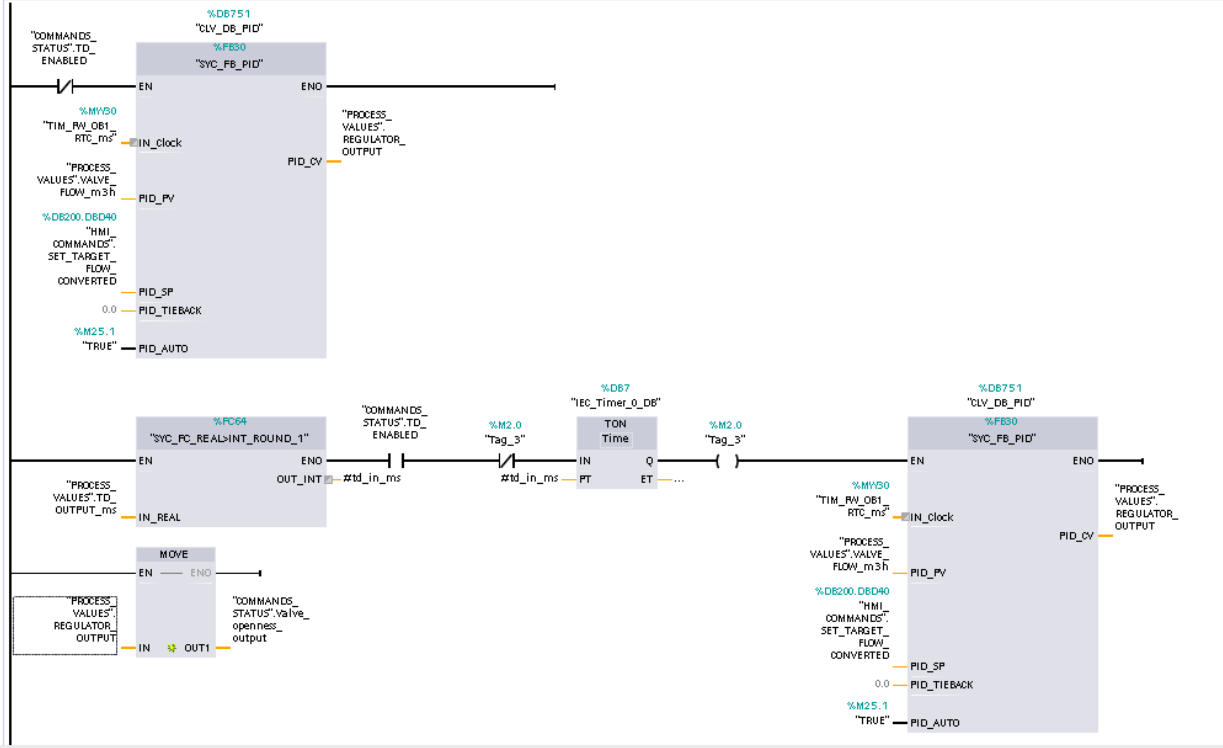 %DB751
"CLV_DB_PID"
"COMMANDS_
STATUS".TD_
ENABLED
%FB30
"SYC_FB_PID"
EN
ENO
%MW30
"TIM_RW_OB1_
RTC_ms"
IN_Clock
"PROCESS_
VALUES".
REGULATOR_
OUTPUT
PID_CV
"PROCESS_
VALUES".VALVE_
FLOW_m3h
PID_PV
%DB200.DBD40
"HMI_
COMMANDS".
SET_TARGET_
FLOW_
CONVERTED
PID_SP
0.0
PID_TIEBACK
%M25.1
"TRUE"
PID_AUTO
%FC64
"SYC_FC_REAL>INT_ROUND_1"
EN
ENO
OUT_INT
#td_in_ms
"PROCESS_
VALUES".TD_
OUTPUT_ms
IN_REAL
"COMMANDS_
STATUS".TD_
ENABLED
%M2.0
"Tag_3"
%DB7
"IEC_Timer_0_DB"
TON
Time
IN
Q
#td_in_ms
PT
ET
...
%M2.0
"Tag_3"
%DB751
"CLV_DB_PID"
%FB30
"SYC_FB_PID"
EN
ENO
%MW30
"TIM_RW_OB1_
RTC_ms"
IN_Clock
"PROCESS_
VALUES".
REGULATOR_
OUTPUT
PID_CV
"PROCESS_
VALUES".VALVE_
FLOW_m3h
PID_PV
%DB200.DBD40
"HMI_
COMMANDS".
SET_TARGET_
FLOW_
CONVERTED
PID_SP
0.0
PID_TIEBACK
%M25.1
"TRUE"
PID_AUTO
MOVE
EN
ENO
"PROCESS_
VALUES".
REGULATOR_
OUTPUT
IN
OUT1
"COMMANDS_
STATUS".Valve_
openness_
output